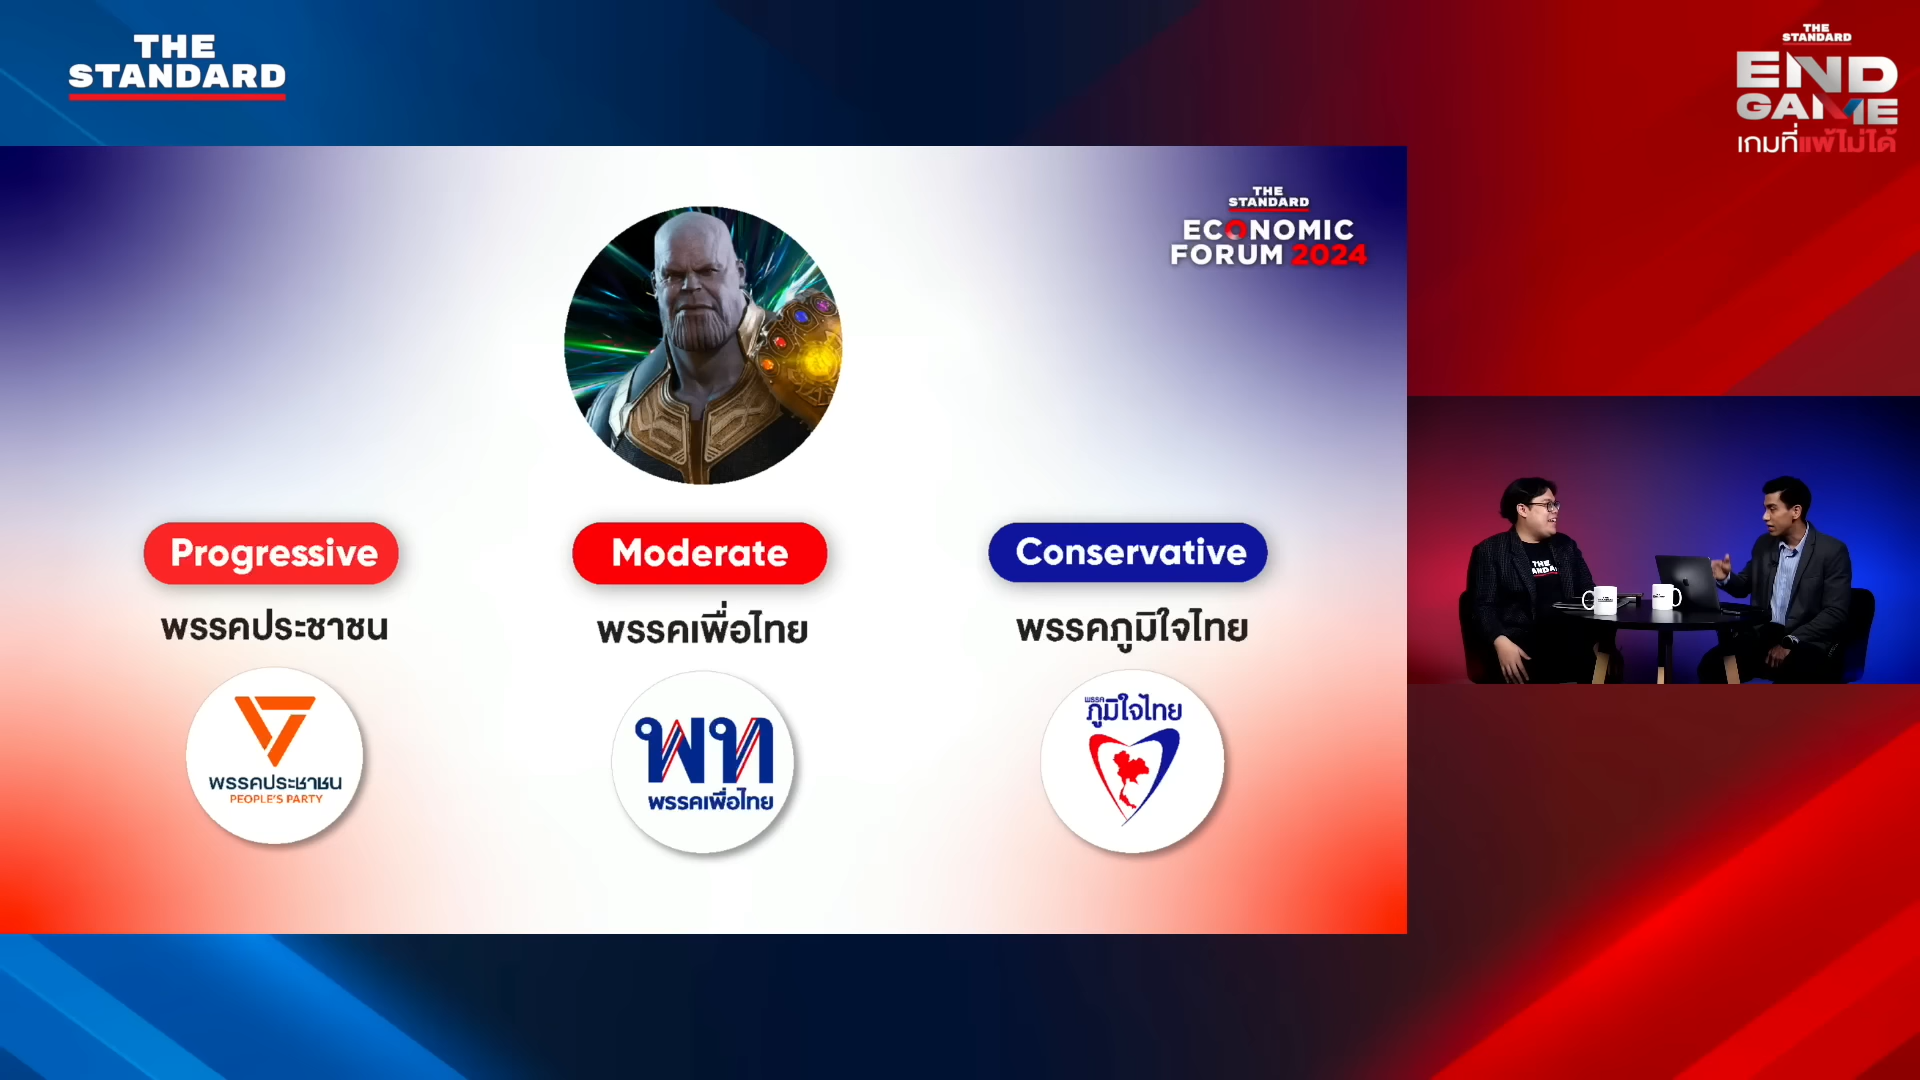 THE
STANDARD
THE
STANDARD
END
GAME
เกมที่แพ้ไม่ได้
THE
STANDARD
ECONOMIC
FORUM 2024
Progressive
Moderate
Conservative
พรรคประชาชน
พรรคเพื่อไทย
พรรคภูมิใจไทย
พรรคประชาชน
PEOPLE'S PARTY
พท
พรรคเพื่อไทย
พรรค
ภูมิใจไทย
THE
STANDARD